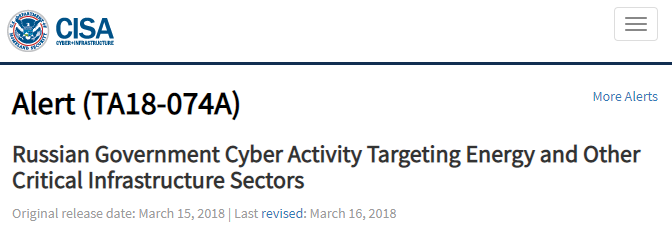 CISA
CYBER+INFRASTRUCTURE
More Alerts
Alert (TA18-074A)
Russian Government Cyber Activity Targeting Energy and Other
Critical Infrastructure Sectors
Original release date: March 15, 2018 | Last revised: March 16, 2018